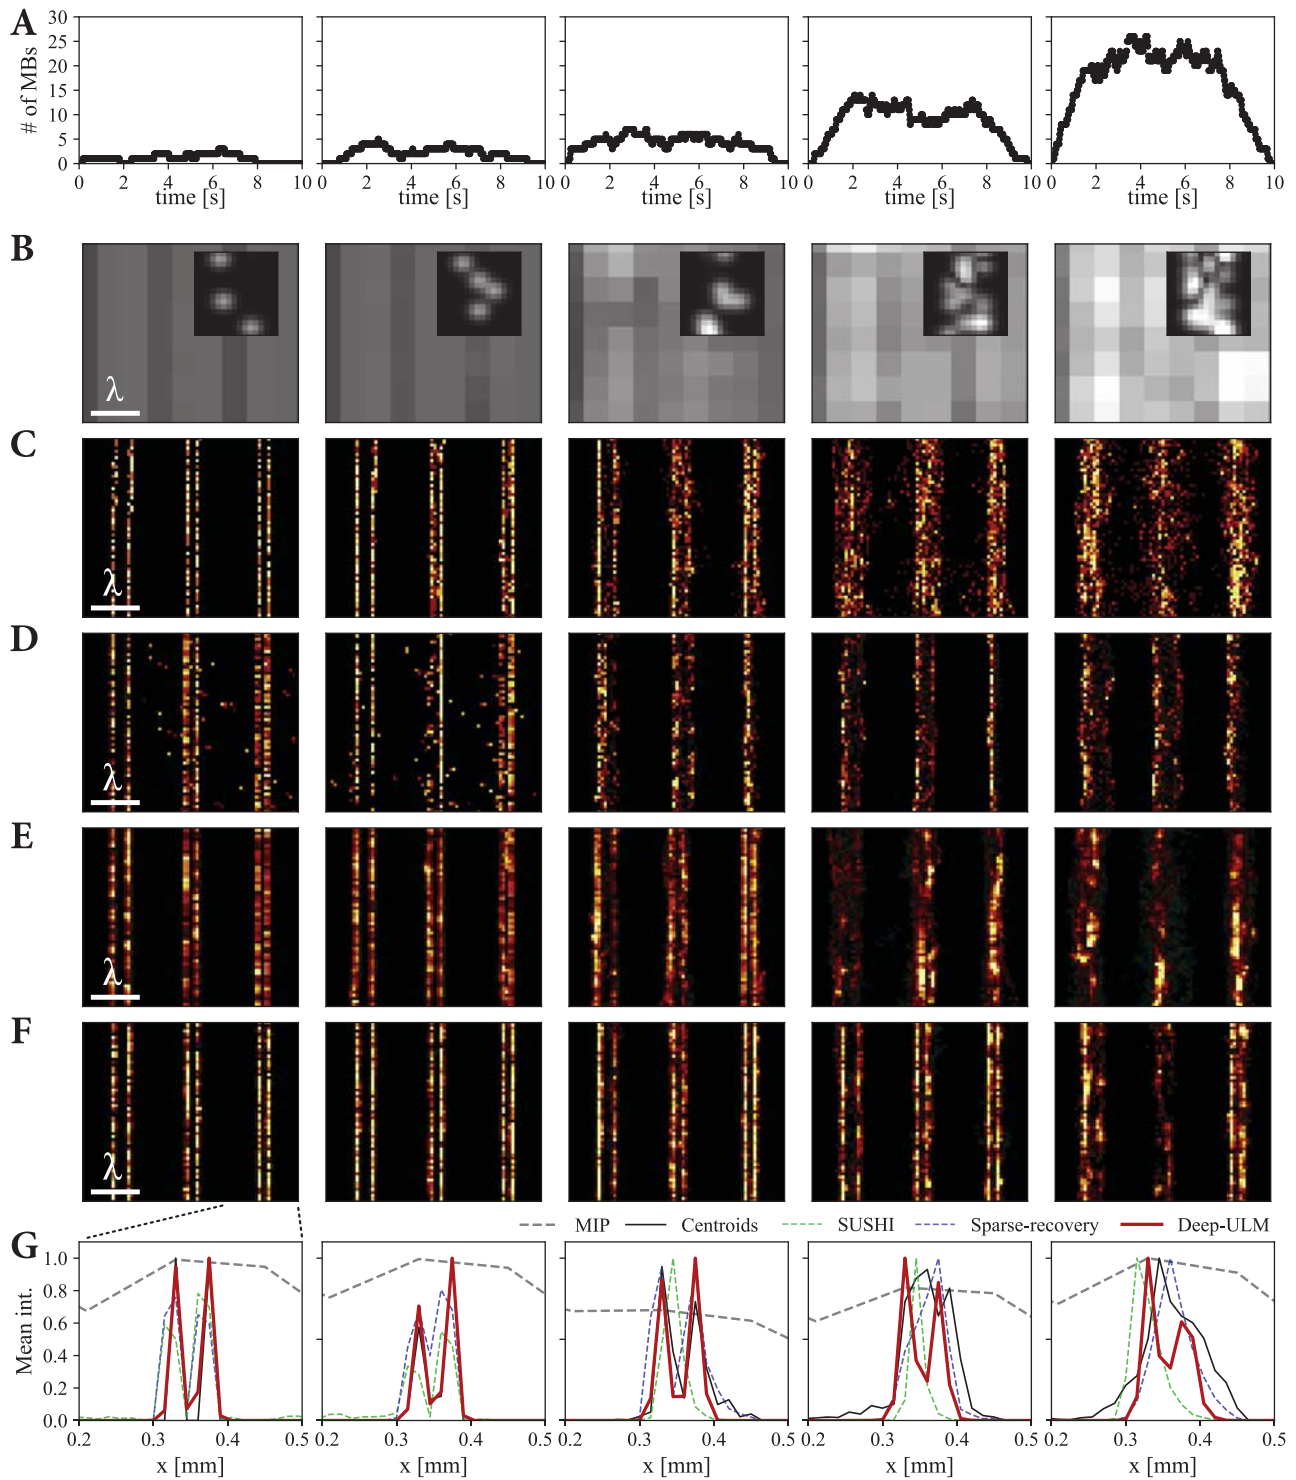 A
30
25
20
15
10
5
0
# of MBs
0 2 4 6 8 10
0 2 4 6 8 10
0 2 4 6 8 10
0 2 4 6 8 10
0 2 4 6 8 10
time [s]
time [s]
time [s]
time [s]
time [s]
B
λ
C
λ
D
λ
E
λ
F
λ
MIP Centroids SUSHI Sparse-recovery Deep-ULM
G
1.0
0.8
0.6
0.4
0.2
0.0
Mean int.
0.2 0.3 0.4 0.5
0.2 0.3 0.4 0.5
0.2 0.3 0.4 0.5
0.2 0.3 0.4 0.5
0.2 0.3 0.4 0.5
x [mm]
x [mm]
x [mm]
x [mm]
x [mm]